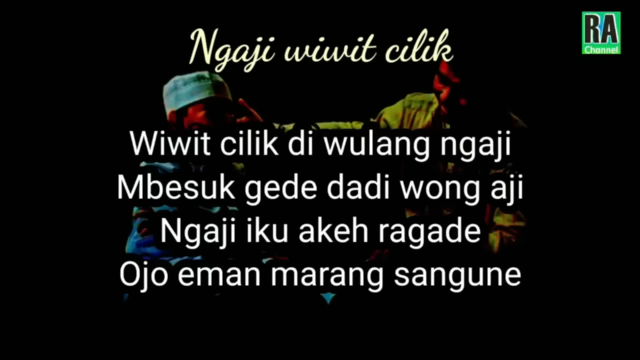 Ngaji wiwit cilik
RA
Channel
Wiwit cilik di wulang ngaji
Mbesuk gede dadi wong aji
Ngaji iku akeh ragade
Ojo eman marang sangune